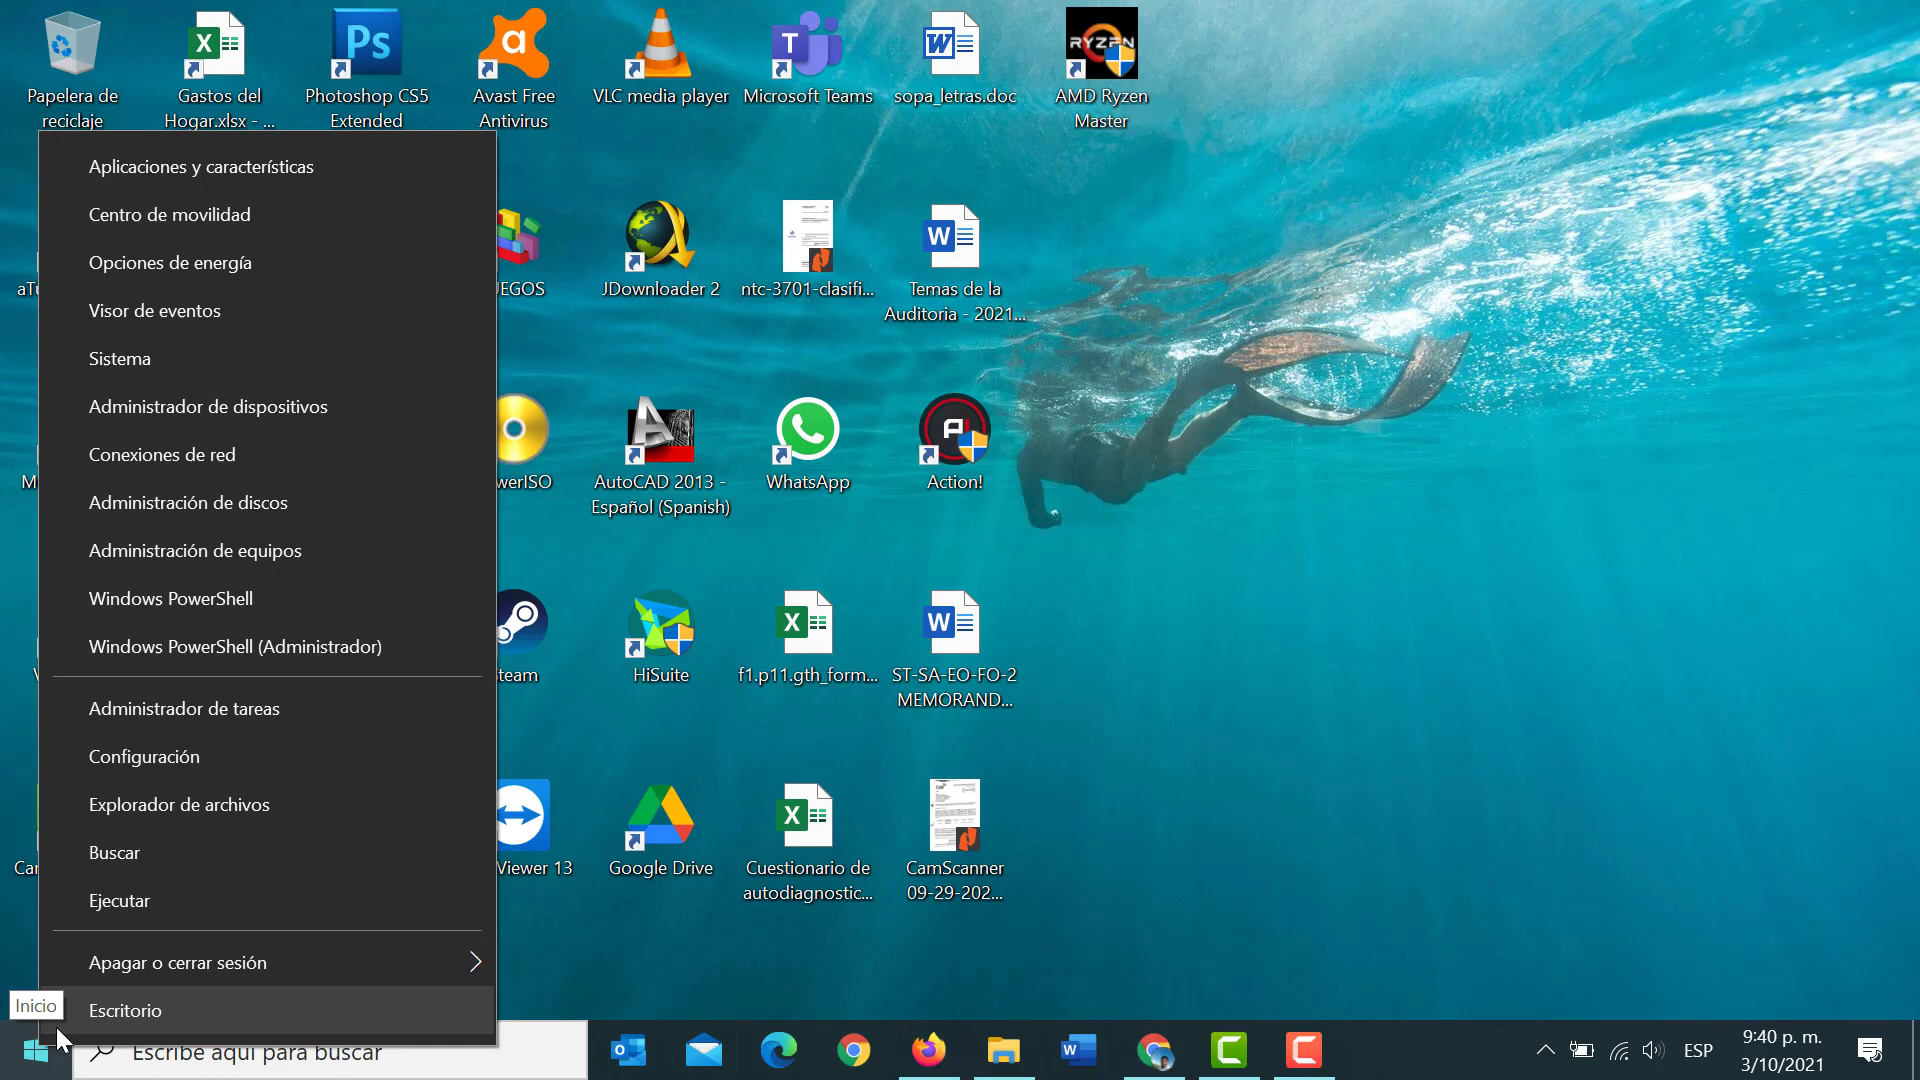 Papelera de
reciclaje
Gastos del
Hogar.xlsx - ...
Ps
Photoshop CS5
Extended
Avast Free
Antivirus
VLC media player
Microsoft Teams
sopa_letras.doc
RYZEN
AMD Ryzen
Master
JDownloader 2
ntc-3701-clasifi...
Temas de la
Auditoria - 2021...
AutoCAD 2013 -
Español (Spanish)
WhatsApp
Action!
HiSuite
f1.p11.gth_form...
ST-SA-EO-FO-2
MEMORAND...
Viewer 13
Google Drive
Cuestionario de
autodiagnostic...
CamScanner
09-29-202...
Aplicaciones y características
Centro de movilidad
Opciones de energía
Visor de eventos
Sistema
Administrador de dispositivos
Conexiones de red
Administración de discos
Administración de equipos
Windows PowerShell
Windows PowerShell (Administrador)
Administrador de tareas
Configuración
Explorador de archivos
Buscar
Ejecutar
Apagar o cerrar sesión
Escritorio
Inicio
Escribe aquí para buscar
ESP
9:40 p. m.
3/10/2021